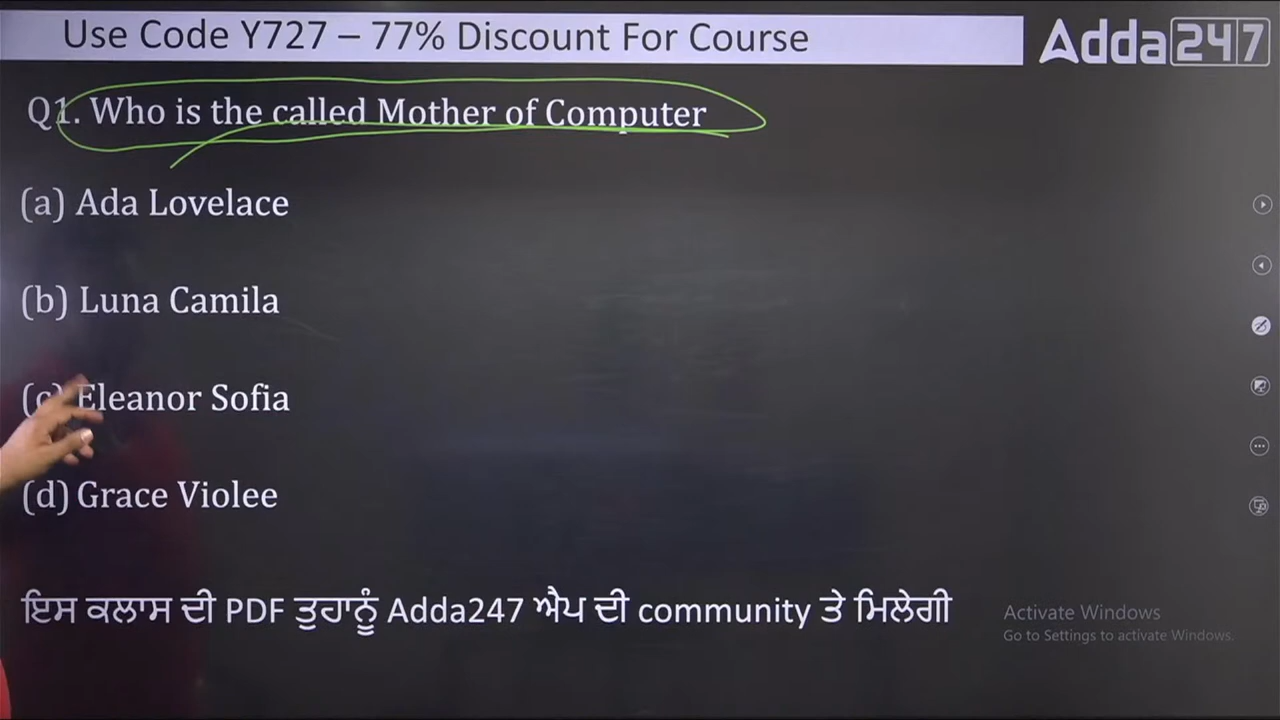 Use Code Y727 – 77% Discount For Course
Adda247
Q1. Who is the called Mother of Computer
(a) Ada Lovelace
(b) Luna Camila
(c) Eleanor Sofia
(d) Grace Violee
ਇਸ ਕਲਾਸ ਦੀ PDF ਤੁਹਾਨੂੰ Adda247 ਐਪ ਦੀ community ਤੇ ਮਿਲੇਗੀ
Activate Windows
Go to Settings to activate Windows.